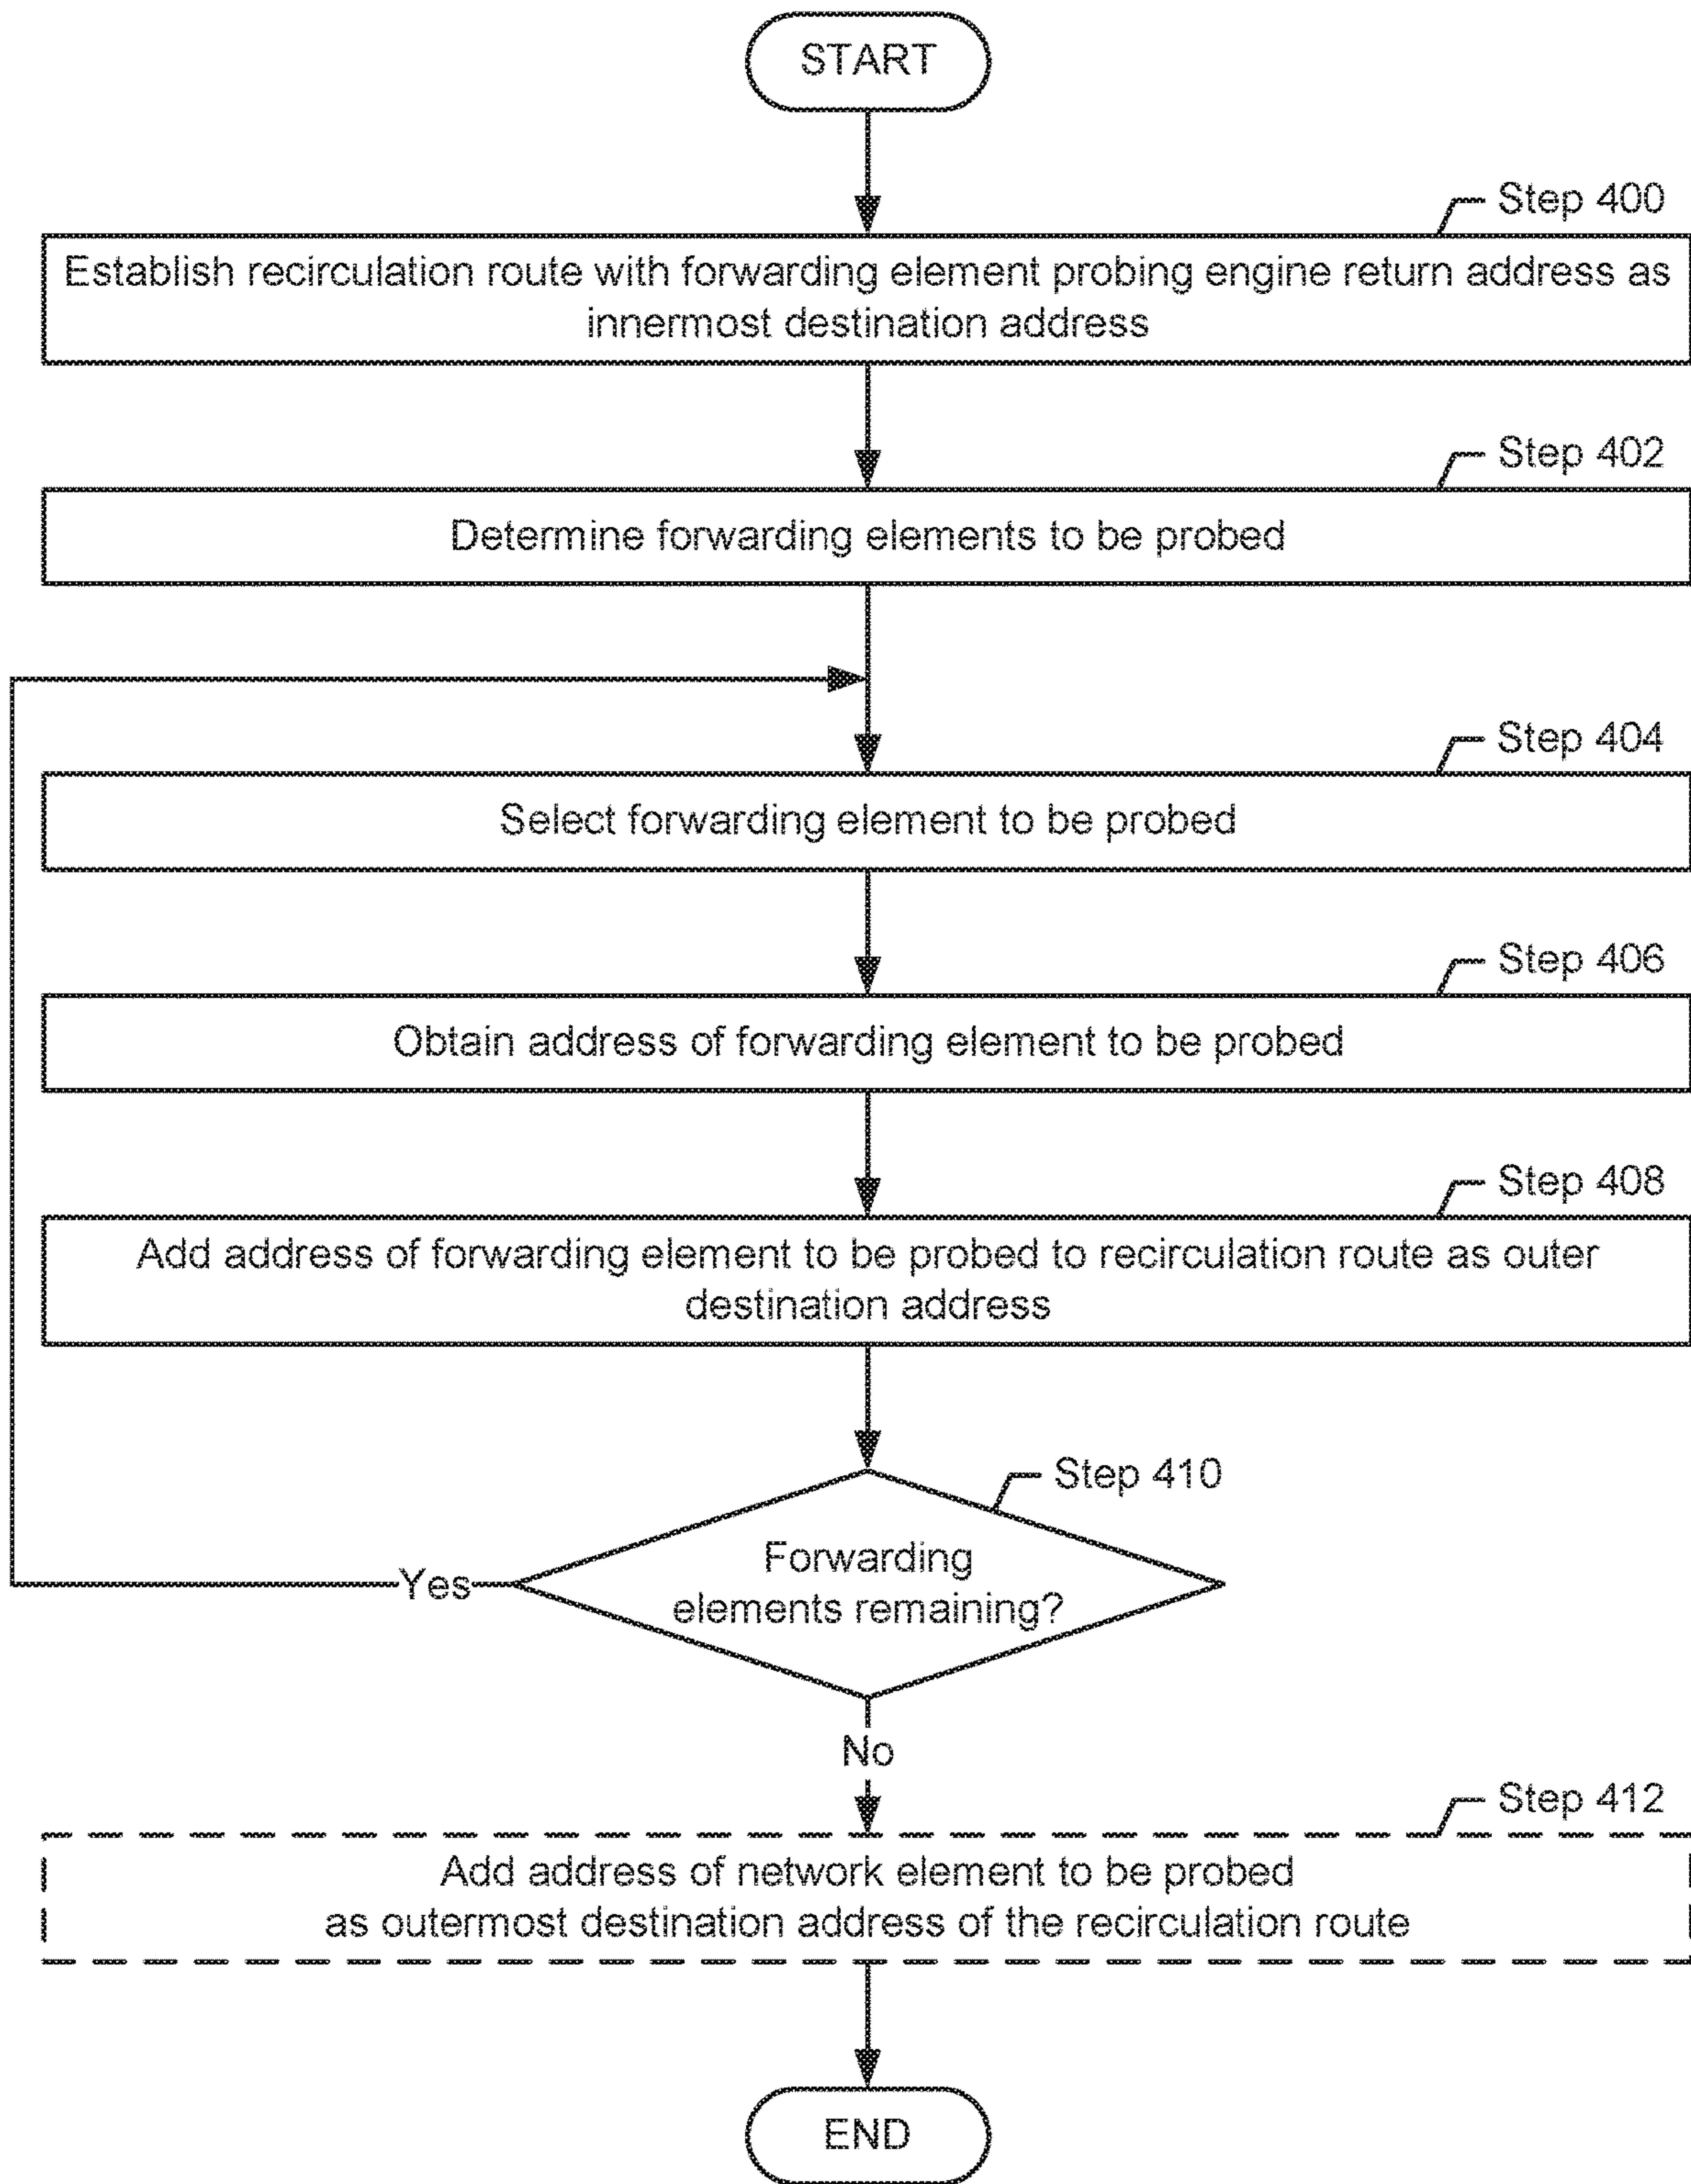 START
Step 400
Establish recirculation route with forwarding element probing engine return address as
innermost destination address
Step 402
Determine forwarding elements to be probed
Step 404
Select forwarding element to be probed
Step 406
Obtain address of forwarding element to be probed
Step 408
Add address of forwarding element to be probed to recirculation route as outer
destination address
Step 410
Forwarding
elements remaining?
Yes
No
Step 412
Add address of network element to be probed
as outermost destination address of the recirculation route
END